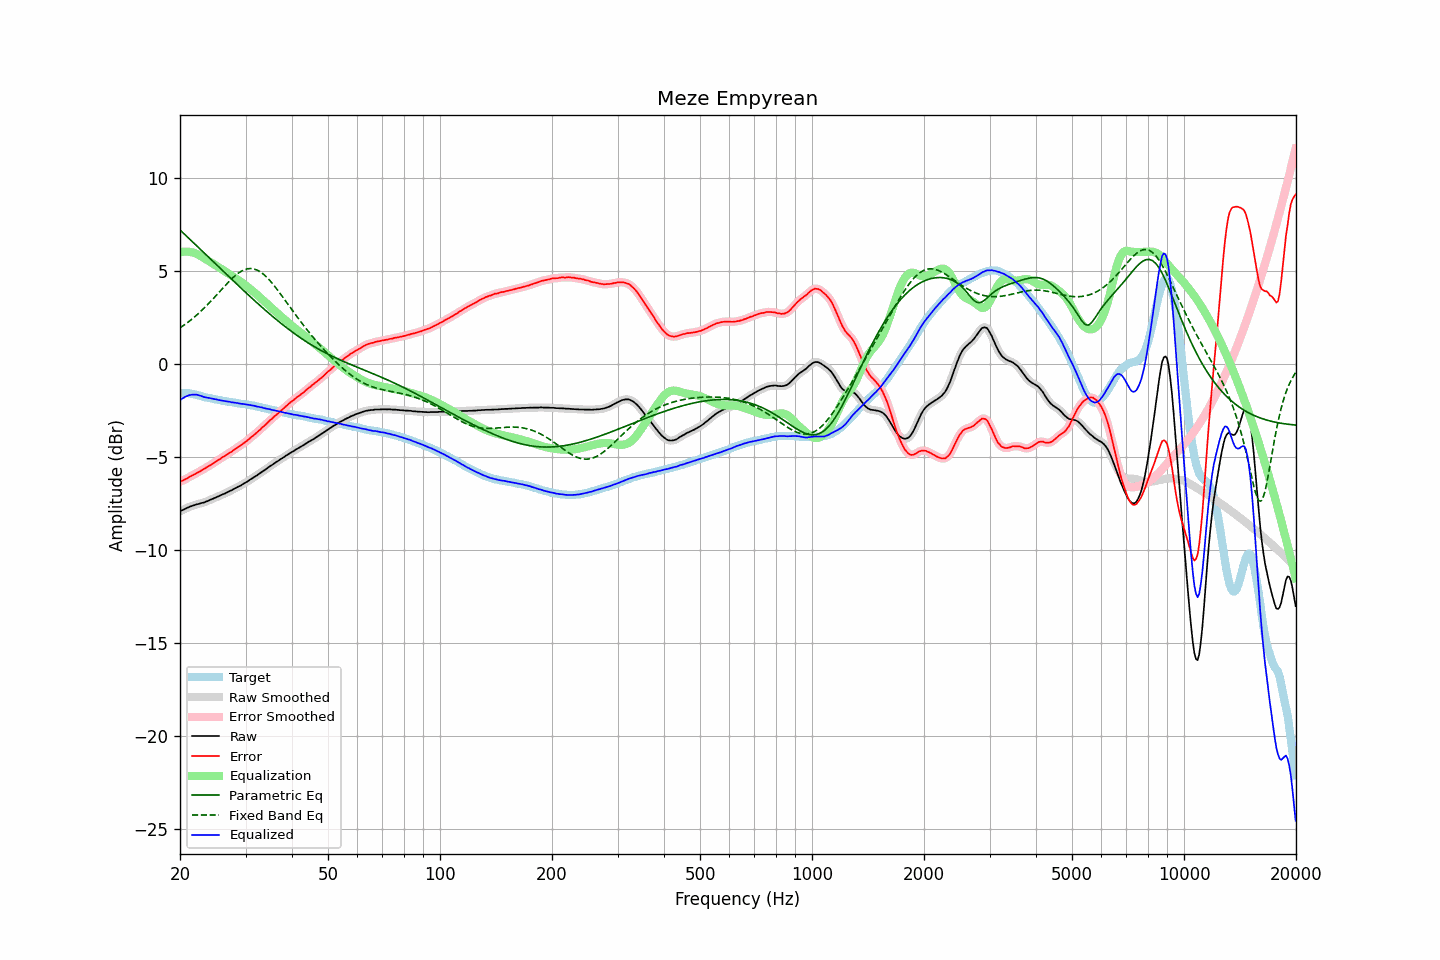 Meze Empyrean
Amplitude (dBr)
10
5
0
−5
−10
−15
−20
−25
Target
Raw Smoothed
Error Smoothed
Raw
Error
Equalization
Parametric Eq
Fixed Band Eq
Equalized
20 50 100 200 500 1000 2000 5000 10000 20000
Frequency (Hz)